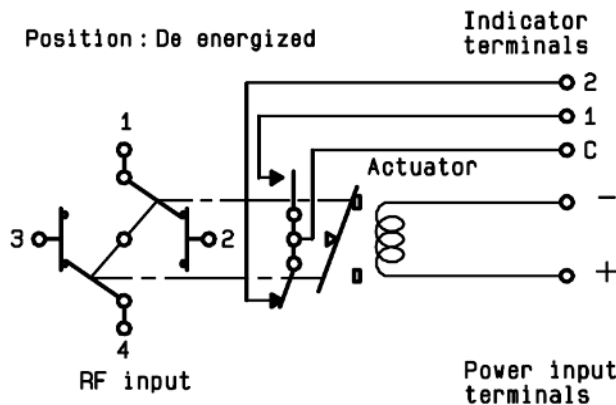 Position : De energized
Indicator
terminals
2
1
C
1
Actuator
3
2
−
+
4
RF input
Power input
terminals